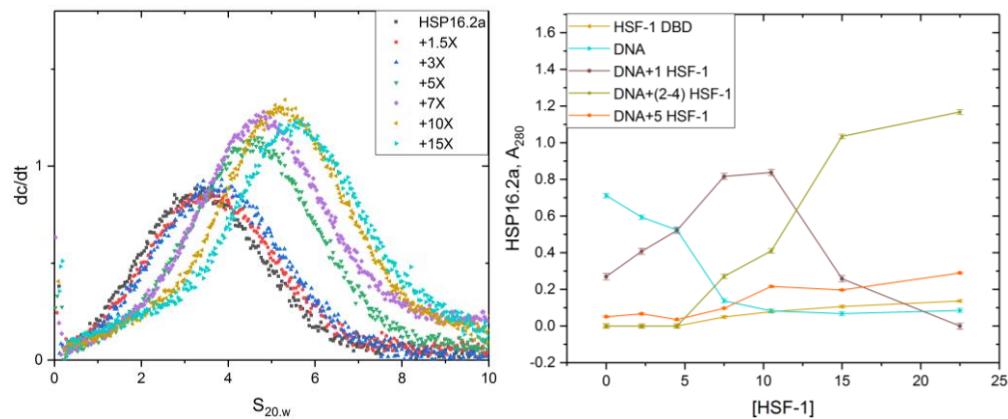 HSP16.2a
+1.5X
+3X
+5X
+7X
+10X
+15X
dc/dt
1
0
0 2 4 6 8 10
S20.w
HSF-1 DBD
DNA
DNA+1 HSF-1
DNA+(2-4) HSF-1
DNA+5 HSF-1
HSP16.2a, A280
1.6
1.4
1.2
1.0
0.8
0.6
0.4
0.2
0.0
-0.2
0 5 10 15 20 25
[HSF-1]